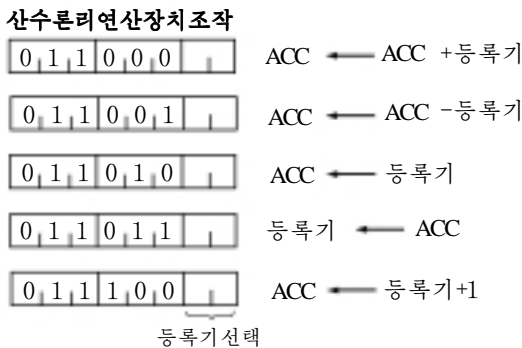 산수론리연산장치조작
0 1 1 0 0 0 ACC ← ACC +등록기
0 1 1 0 0 1 ACC ← ACC -등록기
0 1 1 0 1 0 ACC ← 등록기
0 1 1 0 1 1 등록기 ← ACC
0 1 1 1 0 0 ACC ← 등록기+1
등록기선택